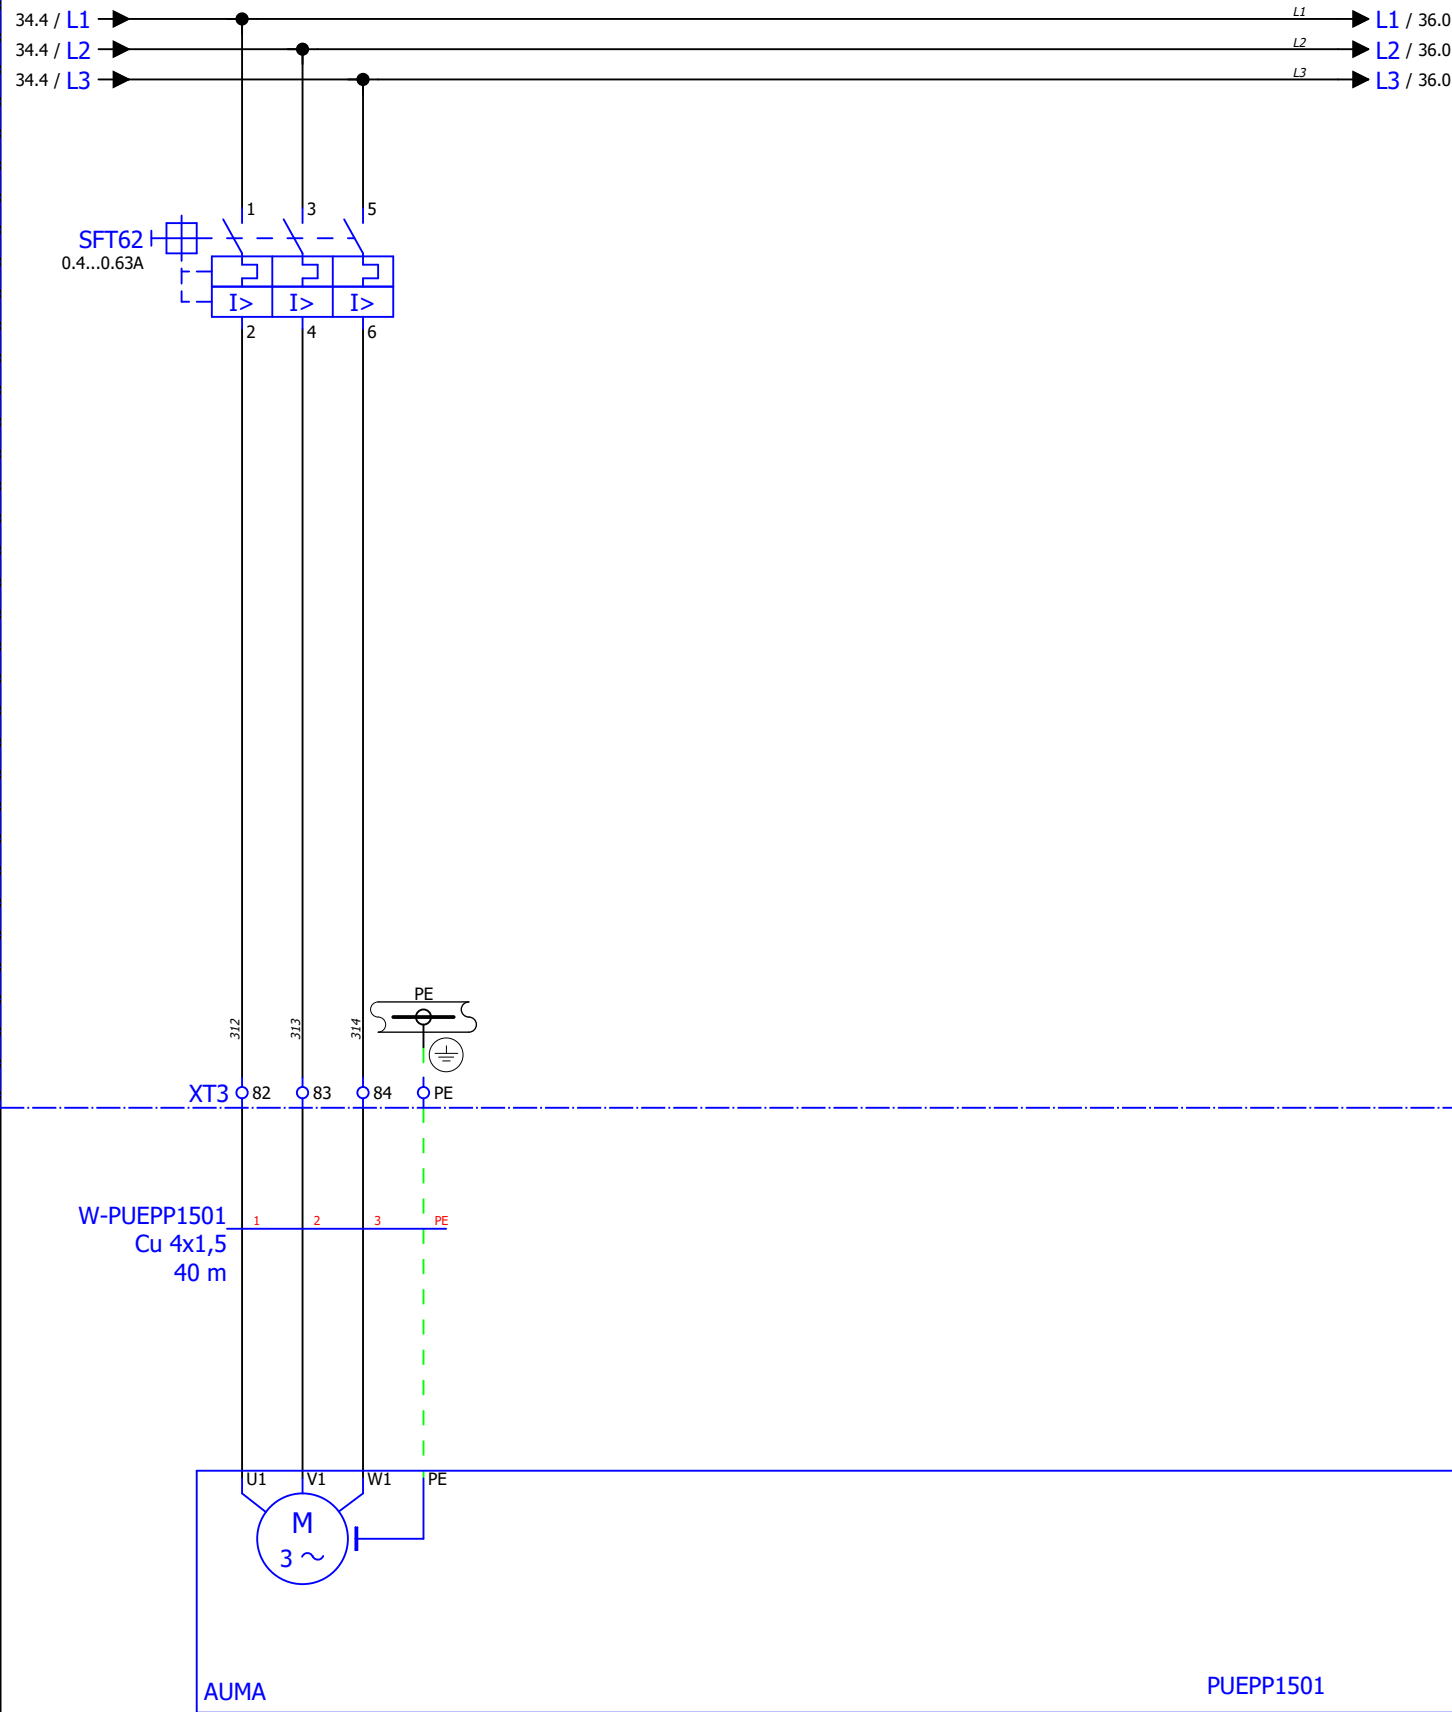 34.4 / L1 L1 L1 / 36.0
34.4 / L2 L2 L2 / 36.0
34.4 / L3 L3 L3 / 36.0
1 3 5
SFT62
0.4...0.63A
I> I> I>
2 4 6
PE
312 313 314
XT3 82 83 84 PE
W-PUEPP1501 1 2 3 PE
Cu 4x1,5
40 m
U1 V1 W1 PE
M
3 ~
AUMA PUEPP1501